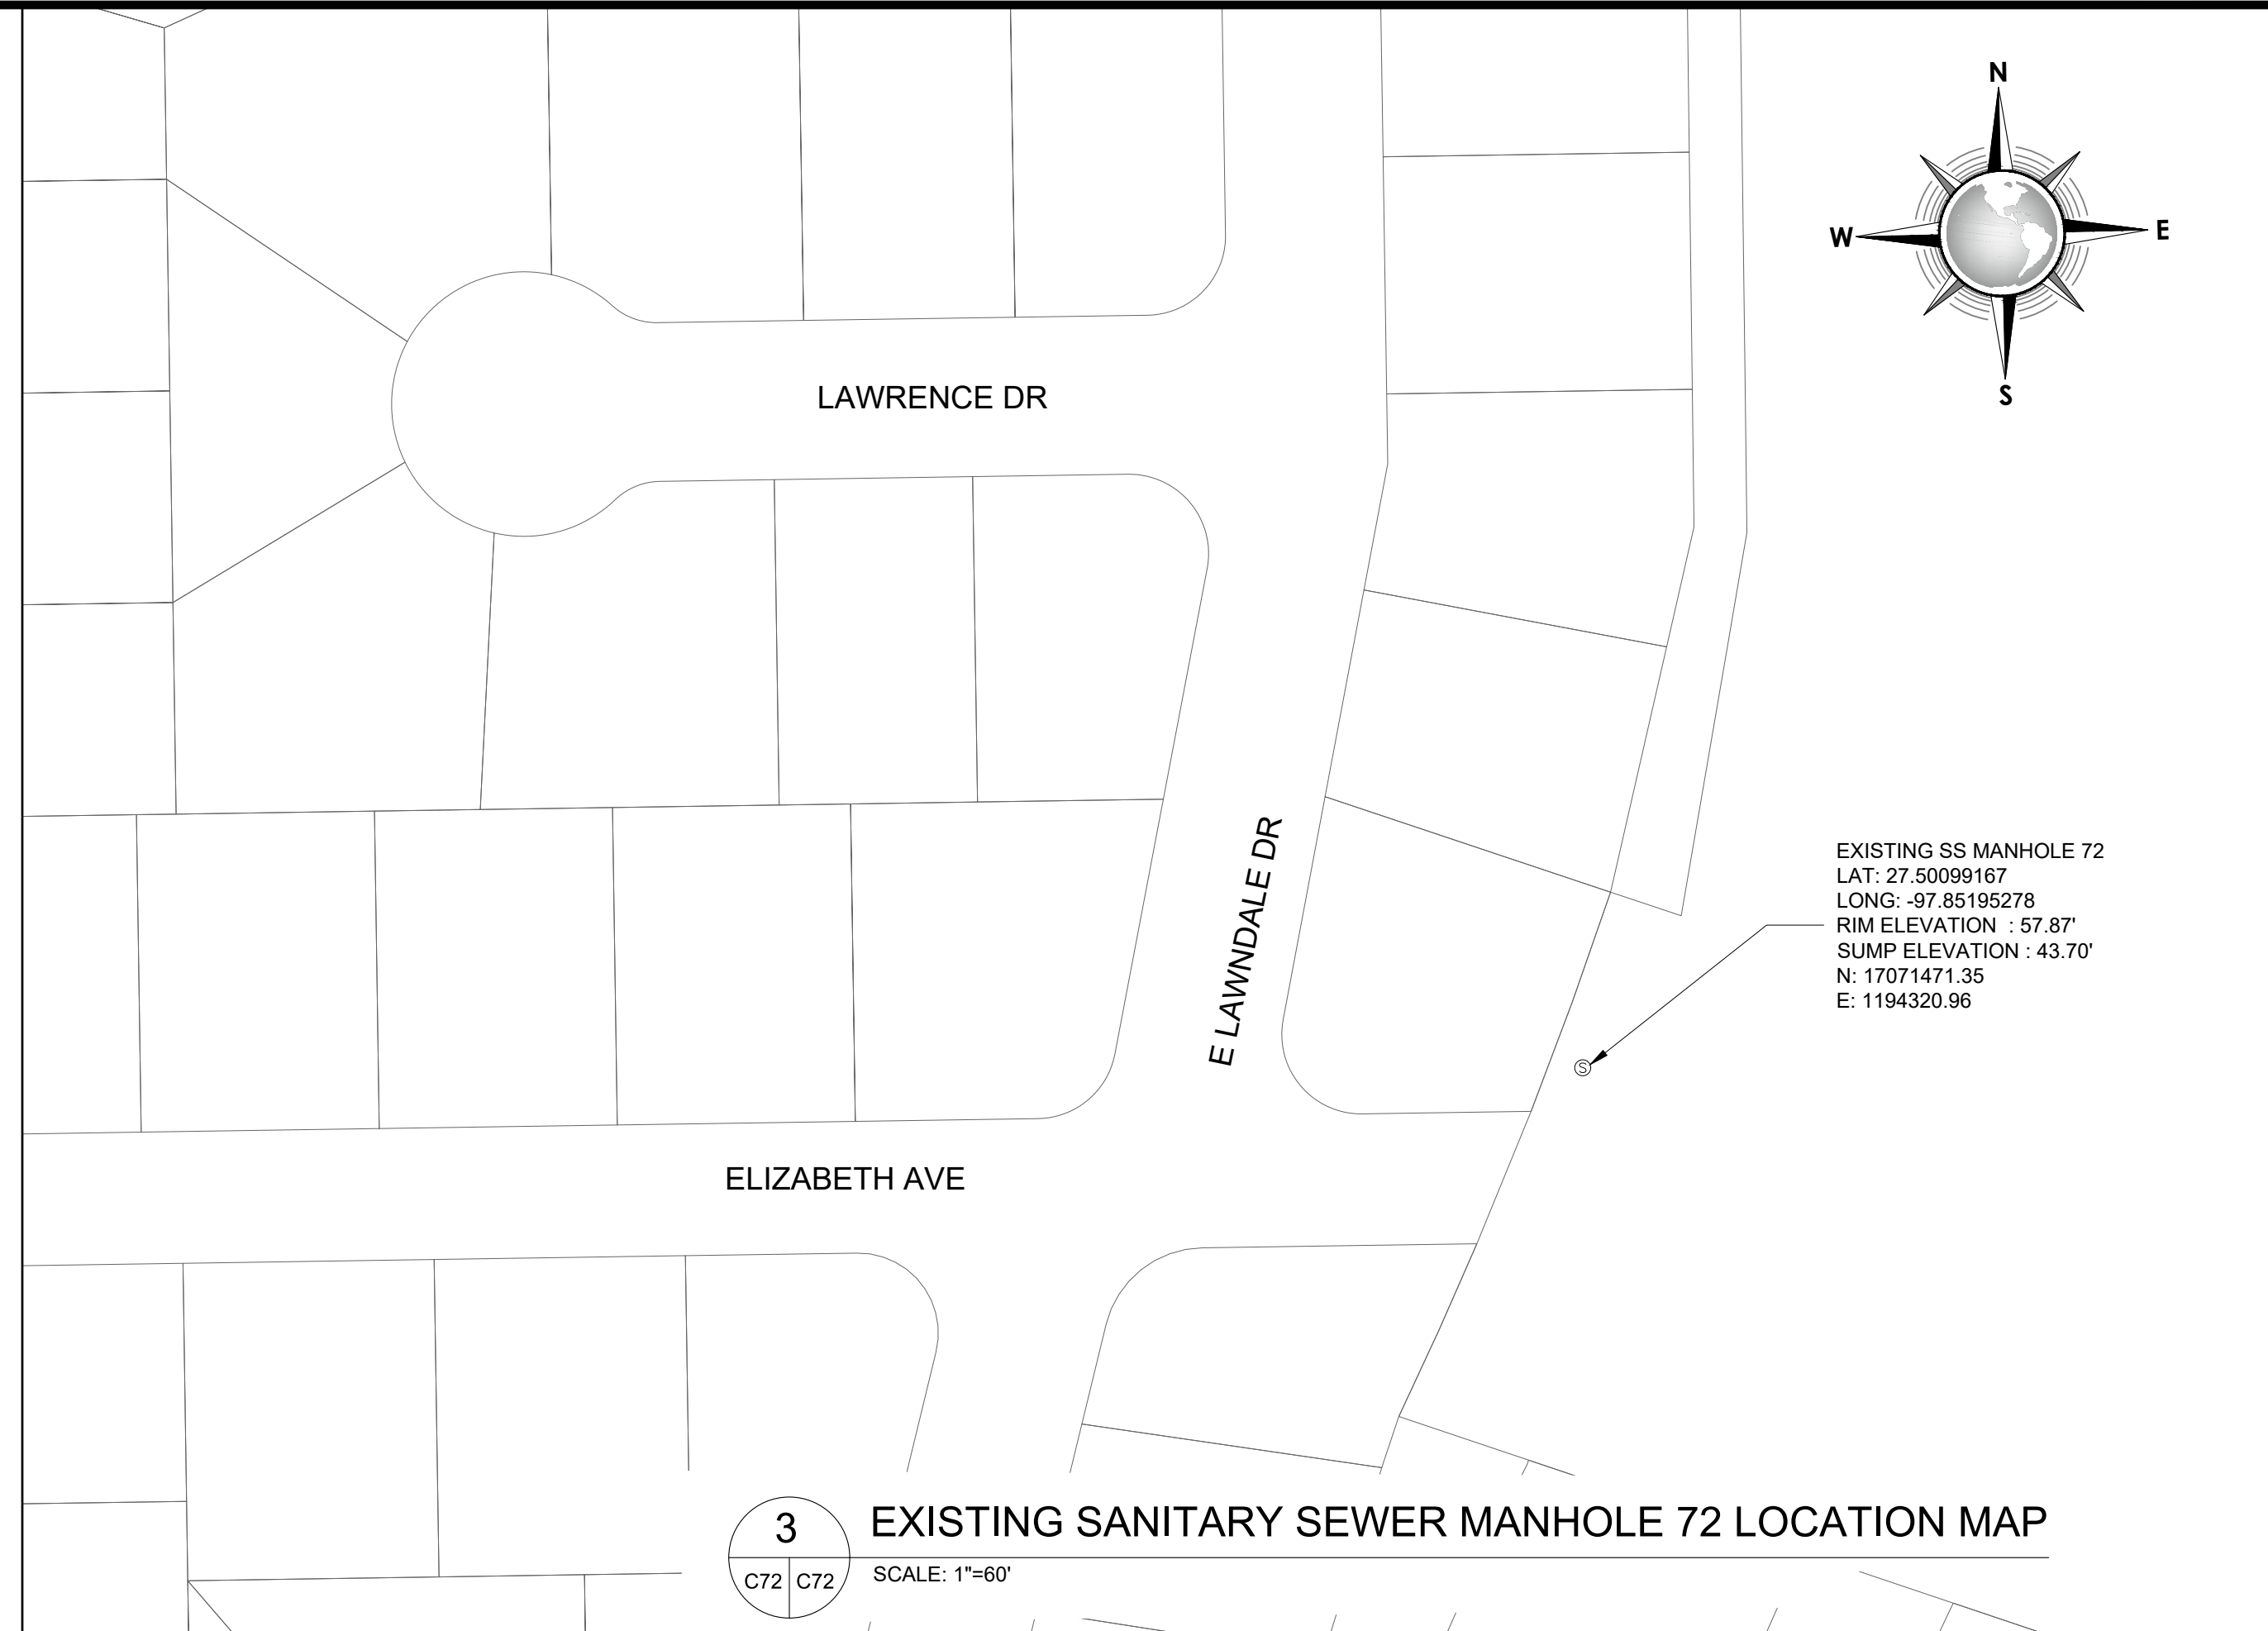 N
W
E
S
LAWRENCE DR
E LAWNDALE DR
EXISTING SS MANHOLE 72
LAT: 27.50099167
LONG: -97.85195278
RIM ELEVATION : 57.87'
SUMP ELEVATION : 43.70'
N: 17071471.35
E: 1194320.96
S
ELIZABETH AVE
3
C72 C72
EXISTING SANITARY SEWER MANHOLE 72 LOCATION MAP
SCALE: 1"=60'